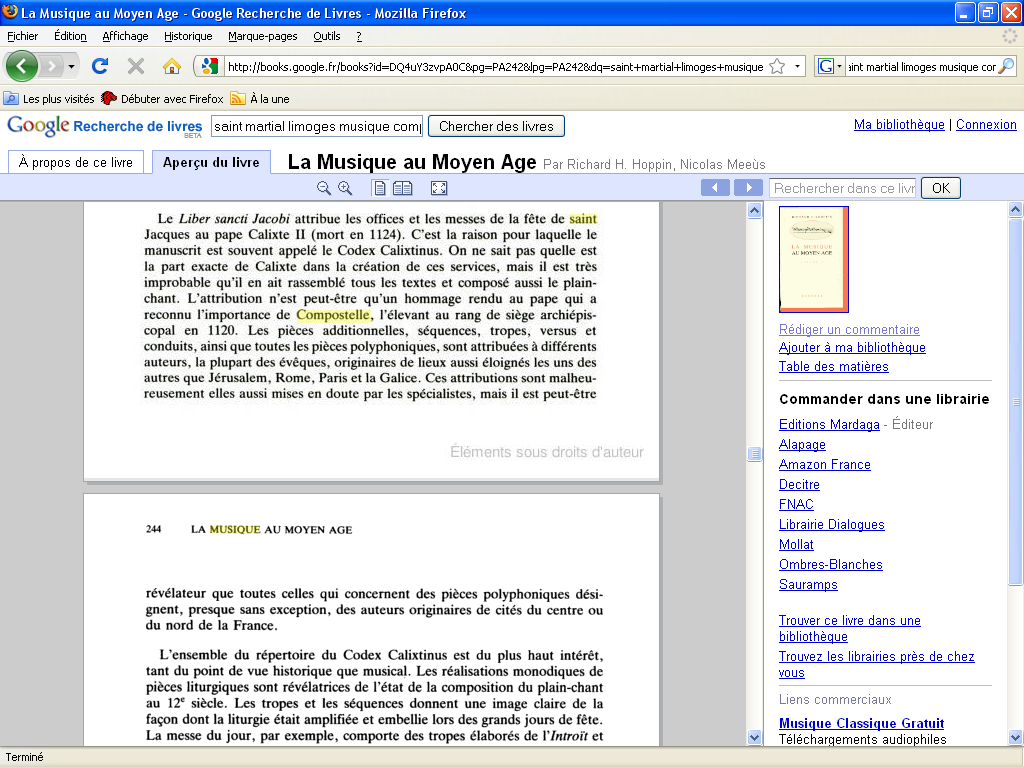 La Musique au Moyen Age - Google Recherche de Livres - Mozilla Firefox
Fichier Édition Affichage Historique Marque-pages Outils ?
http://books.google.fr/books?id=DQ4uY3zvpA0C&pg=PA242&lpg=PA242&dq=saint+martial+limoges+musique
G int martial limoges musique cor
Les plus visités Débuter avec Firefox À la une
Google Recherche de livres BETA saint martial limoges musique comp Chercher des livres Ma bibliothèque | Connexion
À propos de ce livre Aperçu du livre La Musique au Moyen Age Par Richard H. Hoppin, Nicolas Meeùs
Rechercher dans ce livr OK
Le Liber sancti Jacobi attribue les offices et les messes de la fête de saint
Jacques au pape Calixte II (mort en 1124). C'est la raison pour laquelle le
manuscrit est souvent appelé le Codex Calixtinus. On ne sait pas quelle est
la part exacte de Calixte dans la création de ces services, mais il est très
improbable qu'il en ait rassemblé tous les textes et composé aussi le plain-
chant. L'attribution n'est peut-être qu'un hommage rendu au pape qui a
reconnu l'importance de Compostelle, l'élevant au rang de siège archiépis-
copal en 1120. Les pièces additionnelles, séquences, tropes, versus et
conduits, ainsi que toutes les pièces polyphoniques, sont attribuées à différents
auteurs, la plupart des évêques, originaires de lieux aussi éloignés les uns des
autres que Jérusalem, Rome, Paris et la Galice. Ces attributions sont malheu-
reusement elles aussi mises en doute par les spécialistes, mais il est peut-être
Éléments sous droits d'auteur
244 LA MUSIQUE AU MOYEN AGE
révélateur que toutes celles qui concernent des pièces polyphoniques dési-
gnent, presque sans exception, des auteurs originaires de cités du centre ou
du nord de la France.
L'ensemble du répertoire du Codex Calixtinus est du plus haut intérêt,
tant du point de vue historique que musical. Les réalisations monodiques de
pièces liturgiques sont révélatrices de l'état de la composition du plain-chant
au 12e siècle. Les tropes et les séquences donnent une image claire de la
façon dont la liturgie était amplifiée et embellie lors des grands jours de fête.
La messe du jour, par exemple, comporte des tropes élaborés de l'Introït et
LA MUSIQUE
AU MOYEN AGE
Rédiger un commentaire
Ajouter à ma bibliothèque
Table des matières
Commander dans une librairie
Editions Mardaga - Éditeur
Alapage
Amazon France
Decitre
FNAC
Librairie Dialogues
Mollat
Ombres-Blanches
Sauramps
Trouver ce livre dans une
bibliothèque
Trouvez les librairies près de chez
vous
Liens commerciaux
Musique Classique Gratuit
Téléchargements audiophiles
Terminé